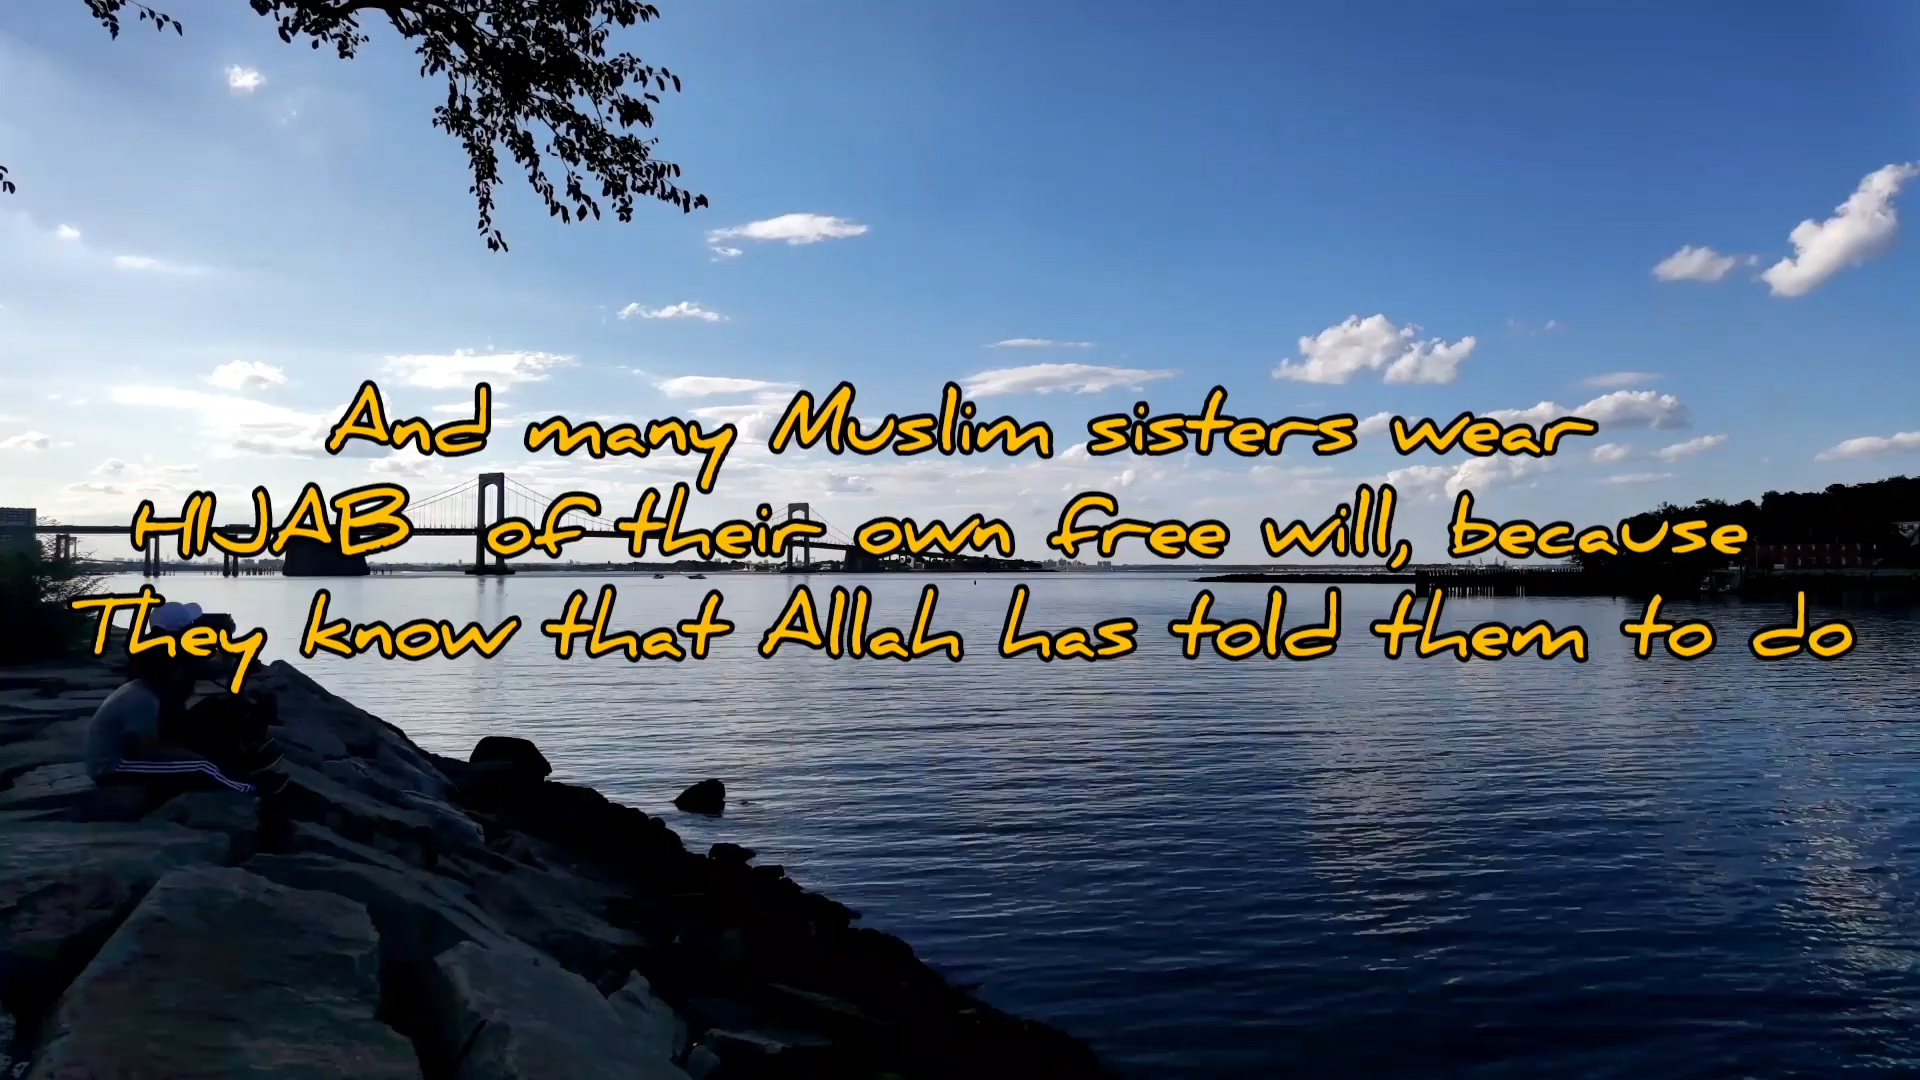 And many Muslim sisters wear
HIJAB of their own free will, because
They know that Allah has told them to do